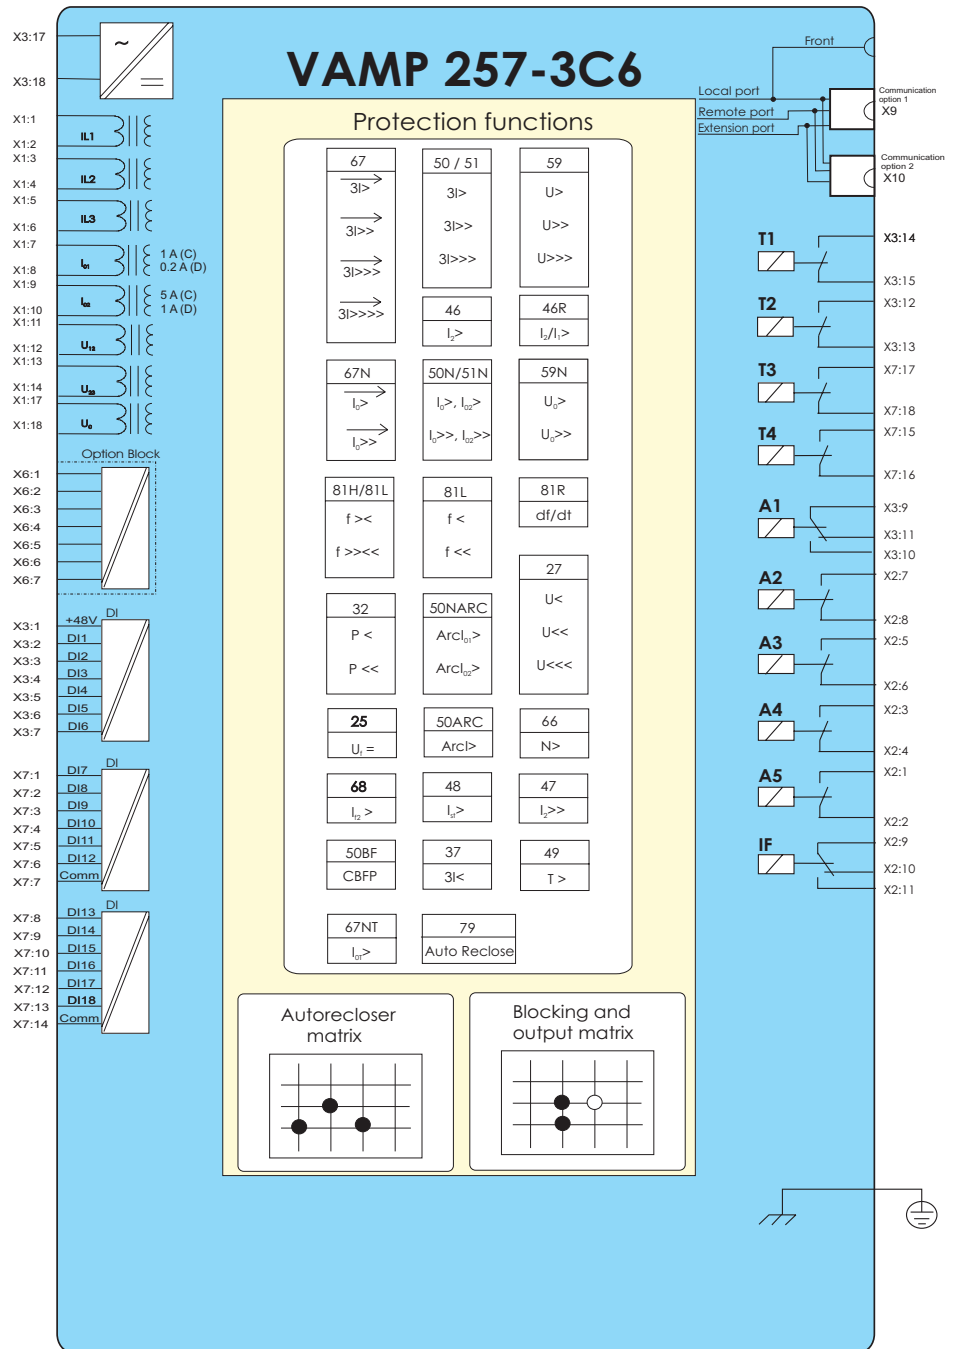 VAMP 257-3C6
X3:17
X3:18
~
X1:1
IL1
X1:2
X1:3
IL2
X1:4
X1:5
IL3
X1:6
X1:7
I01
1 A (C)
0.2 A (D)
X1:8
X1:9
I02
5 A (C)
1 A (D)
X1:10
X1:11
U12
X1:12
X1:13
U23
X1:14
X1:17
U0
X1:18
Option Block
X6:1
X6:2
X6:3
X6:4
X6:5
X6:6
X6:7
DI
X3:1 +48V
X3:2 DI1
X3:3 DI2
X3:4 DI3
X3:5 DI4
X3:6 DI5
X3:7 DI6
DI
X7:1 DI7
X7:2 DI8
X7:3 DI9
X7:4 DI10
X7:5 DI11
X7:6 DI12
X7:7 Comm
DI
X7:8 DI13
X7:9 DI14
X7:10 DI15
X7:11 DI16
X7:12 DI17
X7:13 DI18
X7:14 Comm
Protection functions
67
3I>
3I>>
3I>>>
3I>>>>
50 / 51
3I>
3I>>
3I>>>
59
U>
U>>
U>>>
46
I2>
46R
I2/I1>
67N
I0>
I0>>
50N/51N
I0>, I02>
I0>>, I02>>
59N
U0>
U0>>
81H/81L
f ><
f >><<
81L
f <
f <<
81R
df/dt
27
U<
U<<
U<<<
32
P <
P <<
50NARC
ArcI01>
ArcI02>
25
Uf =
50ARC
ArcI>
66
N>
68
If2 >
48
Ist>
47
I2>>
50BF
CBFP
37
3I<
49
T >
67NT
I0T>
79
Auto Reclose
Autorecloser
matrix
Blocking and
output matrix
Front
Local port
Remote port
Extension port
Communication
option 1
X9
Communication
option 2
X10
T1
X3:14
X3:15
T2
X3:12
X3:13
T3
X7:17
X7:18
T4
X7:15
X7:16
A1
X3:9
X3:11
X3:10
A2
X2:7
X2:8
A3
X2:5
X2:6
A4
X2:3
X2:4
A5
X2:1
X2:2
IF
X2:9
X2:10
X2:11